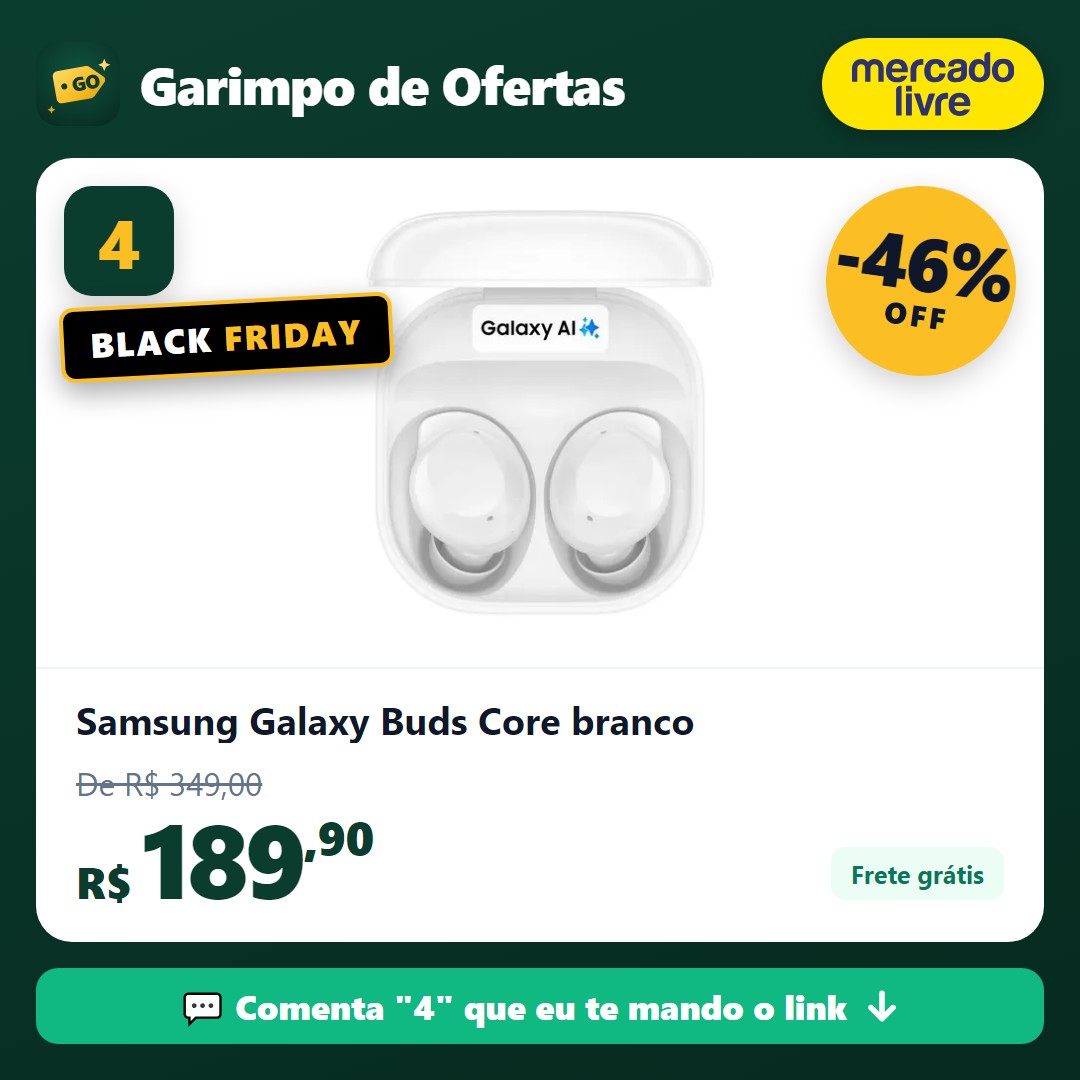 GO
Garimpo de Ofertas
mercado
livre
4
BLACK FRIDAY
-46%
OFF
Galaxy AI
Samsung Galaxy Buds Core branco
De R$ 349,00
R$ 189,90
Frete grátis
Comenta "4" que eu te mando o link